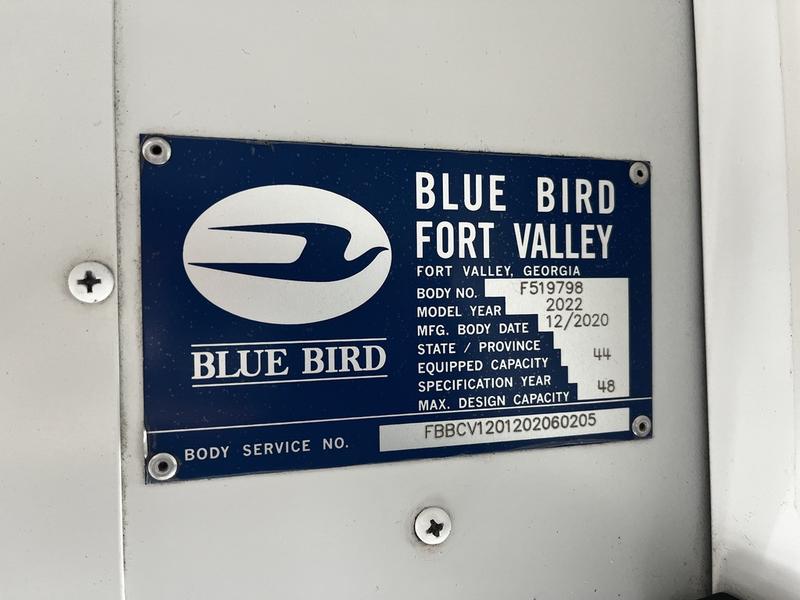 BLUE BIRD
BLUE BIRD
FORT VALLEY
FORT VALLEY, GEORGIA
BODY NO. F519798
MODEL YEAR 2022
MFG. BODY DATE 12/2020
STATE / PROVINCE
EQUIPPED CAPACITY 44
SPECIFICATION YEAR
MAX. DESIGN CAPACITY 48
BODY SERVICE NO. FBBCV1201202060205